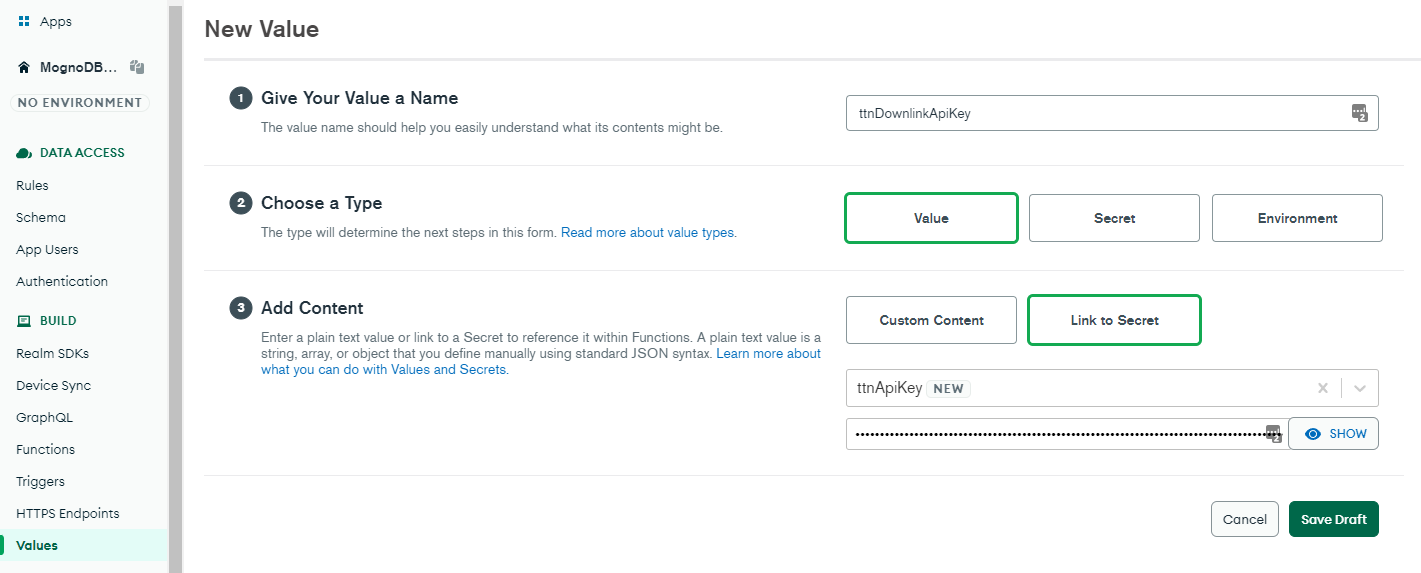 Apps
MognoDB...
NO ENVIRONMENT
DATA ACCESS
Rules
Schema
App Users
Authentication
BUILD
Realm SDKs
Device Sync
GraphQL
Functions
Triggers
HTTPS Endpoints
Values
New Value
1
Give Your Value a Name
The value name should help you easily understand what its contents might be.
ttnDownlinkApiKey
2
2
Choose a Type
The type will determine the next steps in this form. Read more about value types.
Value
Secret
Environment
3
Add Content
Enter a plain text value or link to a Secret to reference it within Functions. A plain text value is a
string, array, or object that you define manually using standard JSON syntax. Learn more about
what you can do with Values and Secrets.
Custom Content
Link to Secret
ttnApiKey NEW
2
SHOW
Cancel
Save Draft